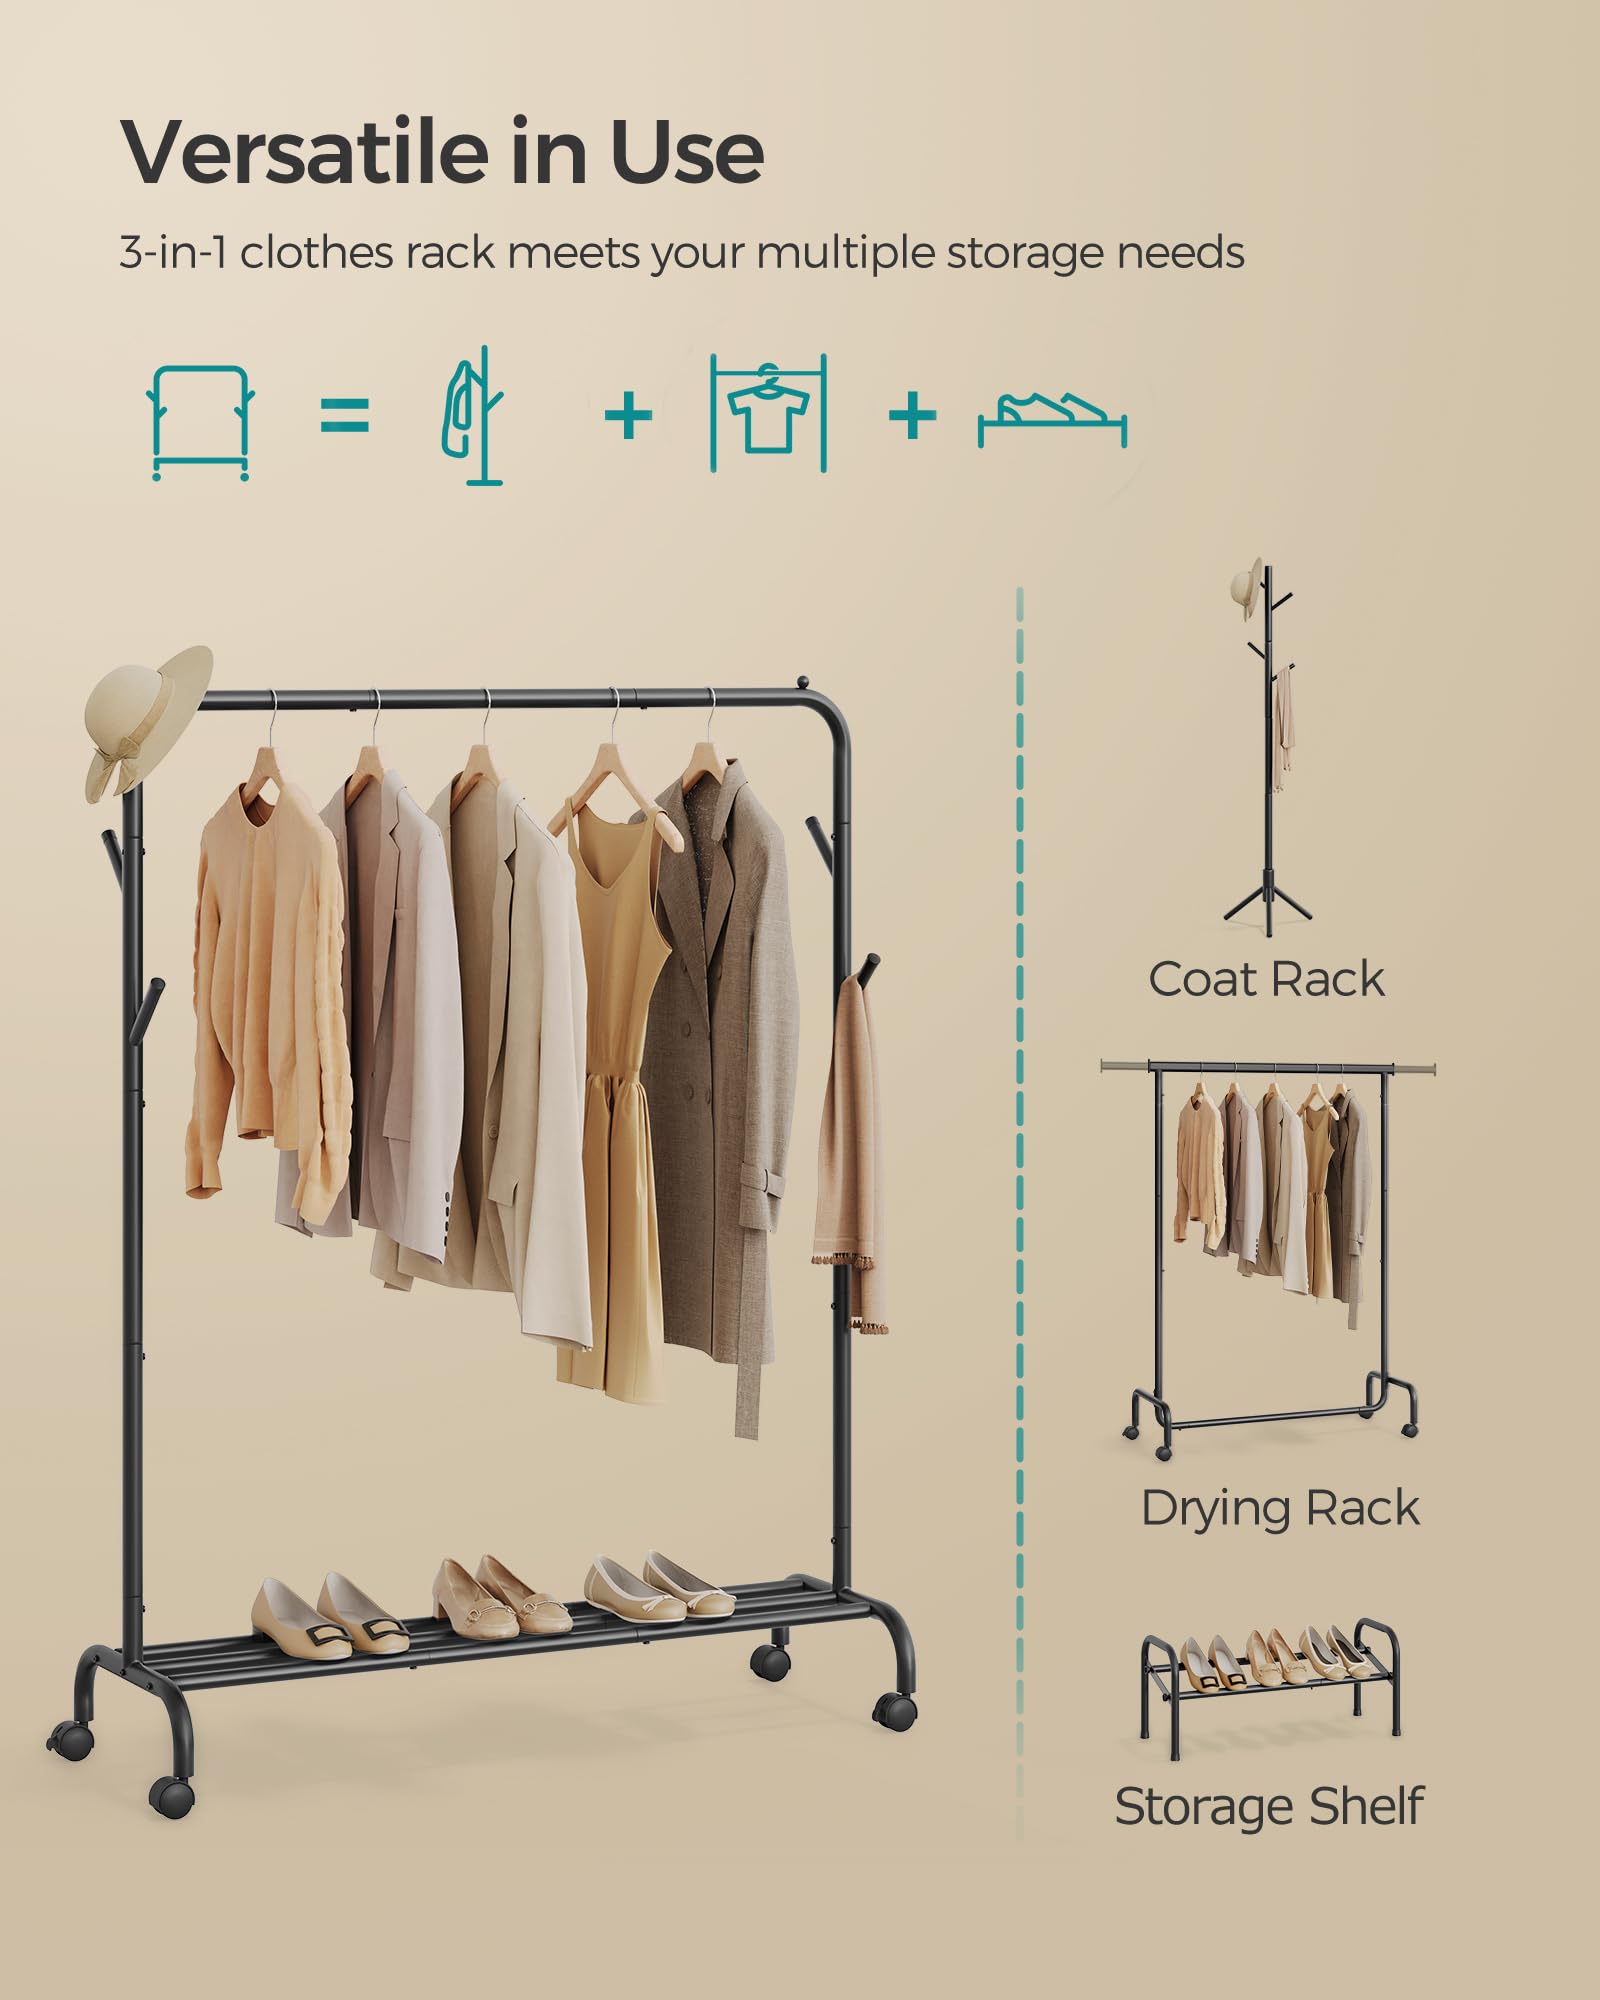 Versatile in Use
3-in-1 clothes rack meets your multiple storage needs
= + +
Coat Rack
Drying Rack
Storage Shelf